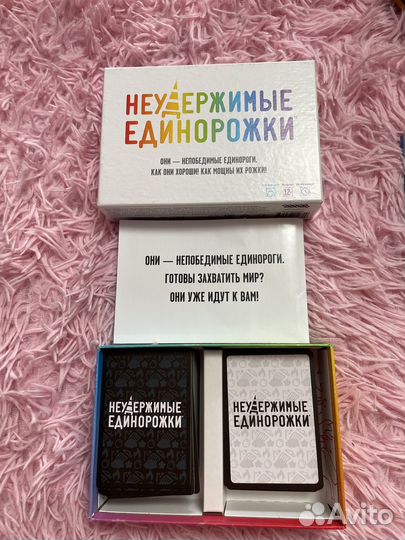 НЕУДЕРЖИМЫЕ
ЕДИНОРОЖКИ
ОНИ — НЕПОБЕДИМЫЕ ЕДИНОРОГИ.
КАК ОНИ ХОРОШИ! КАК МОЩНЫ ИХ РОЖКИ!
12+
ОНИ — НЕПОБЕДИМЫЕ ЕДИНОРОГИ.
ГОТОВЫ ЗАХВАТИТЬ МИР?
ОНИ УЖЕ ИДУТ К ВАМ!
НЕУДЕРЖИМЫЕ
ЕДИНОРОЖКИ
НЕУДЕРЖИМЫЕ
ЕДИНОРОЖКИ
Avito